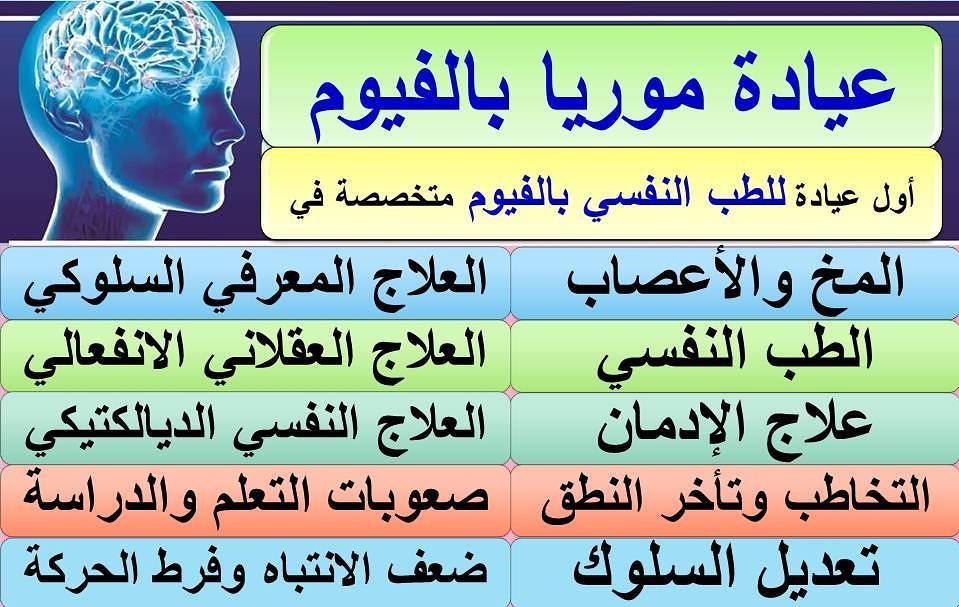 عيادة موريا بالفيوم
أول عيادة للطب النفسي بالفيوم متخصصة في
المخ والأعصاب
العلاج المعرفي السلوكي
الطب النفسي
العلاج العقلاني الانفعالي
علاج الإدمان
العلاج النفسي الديالكتيكي
التخاطب وتأخر النطق
صعوبات التعلم والدراسة
تعديل السلوك
ضعف الانتباه وفرط الحركة